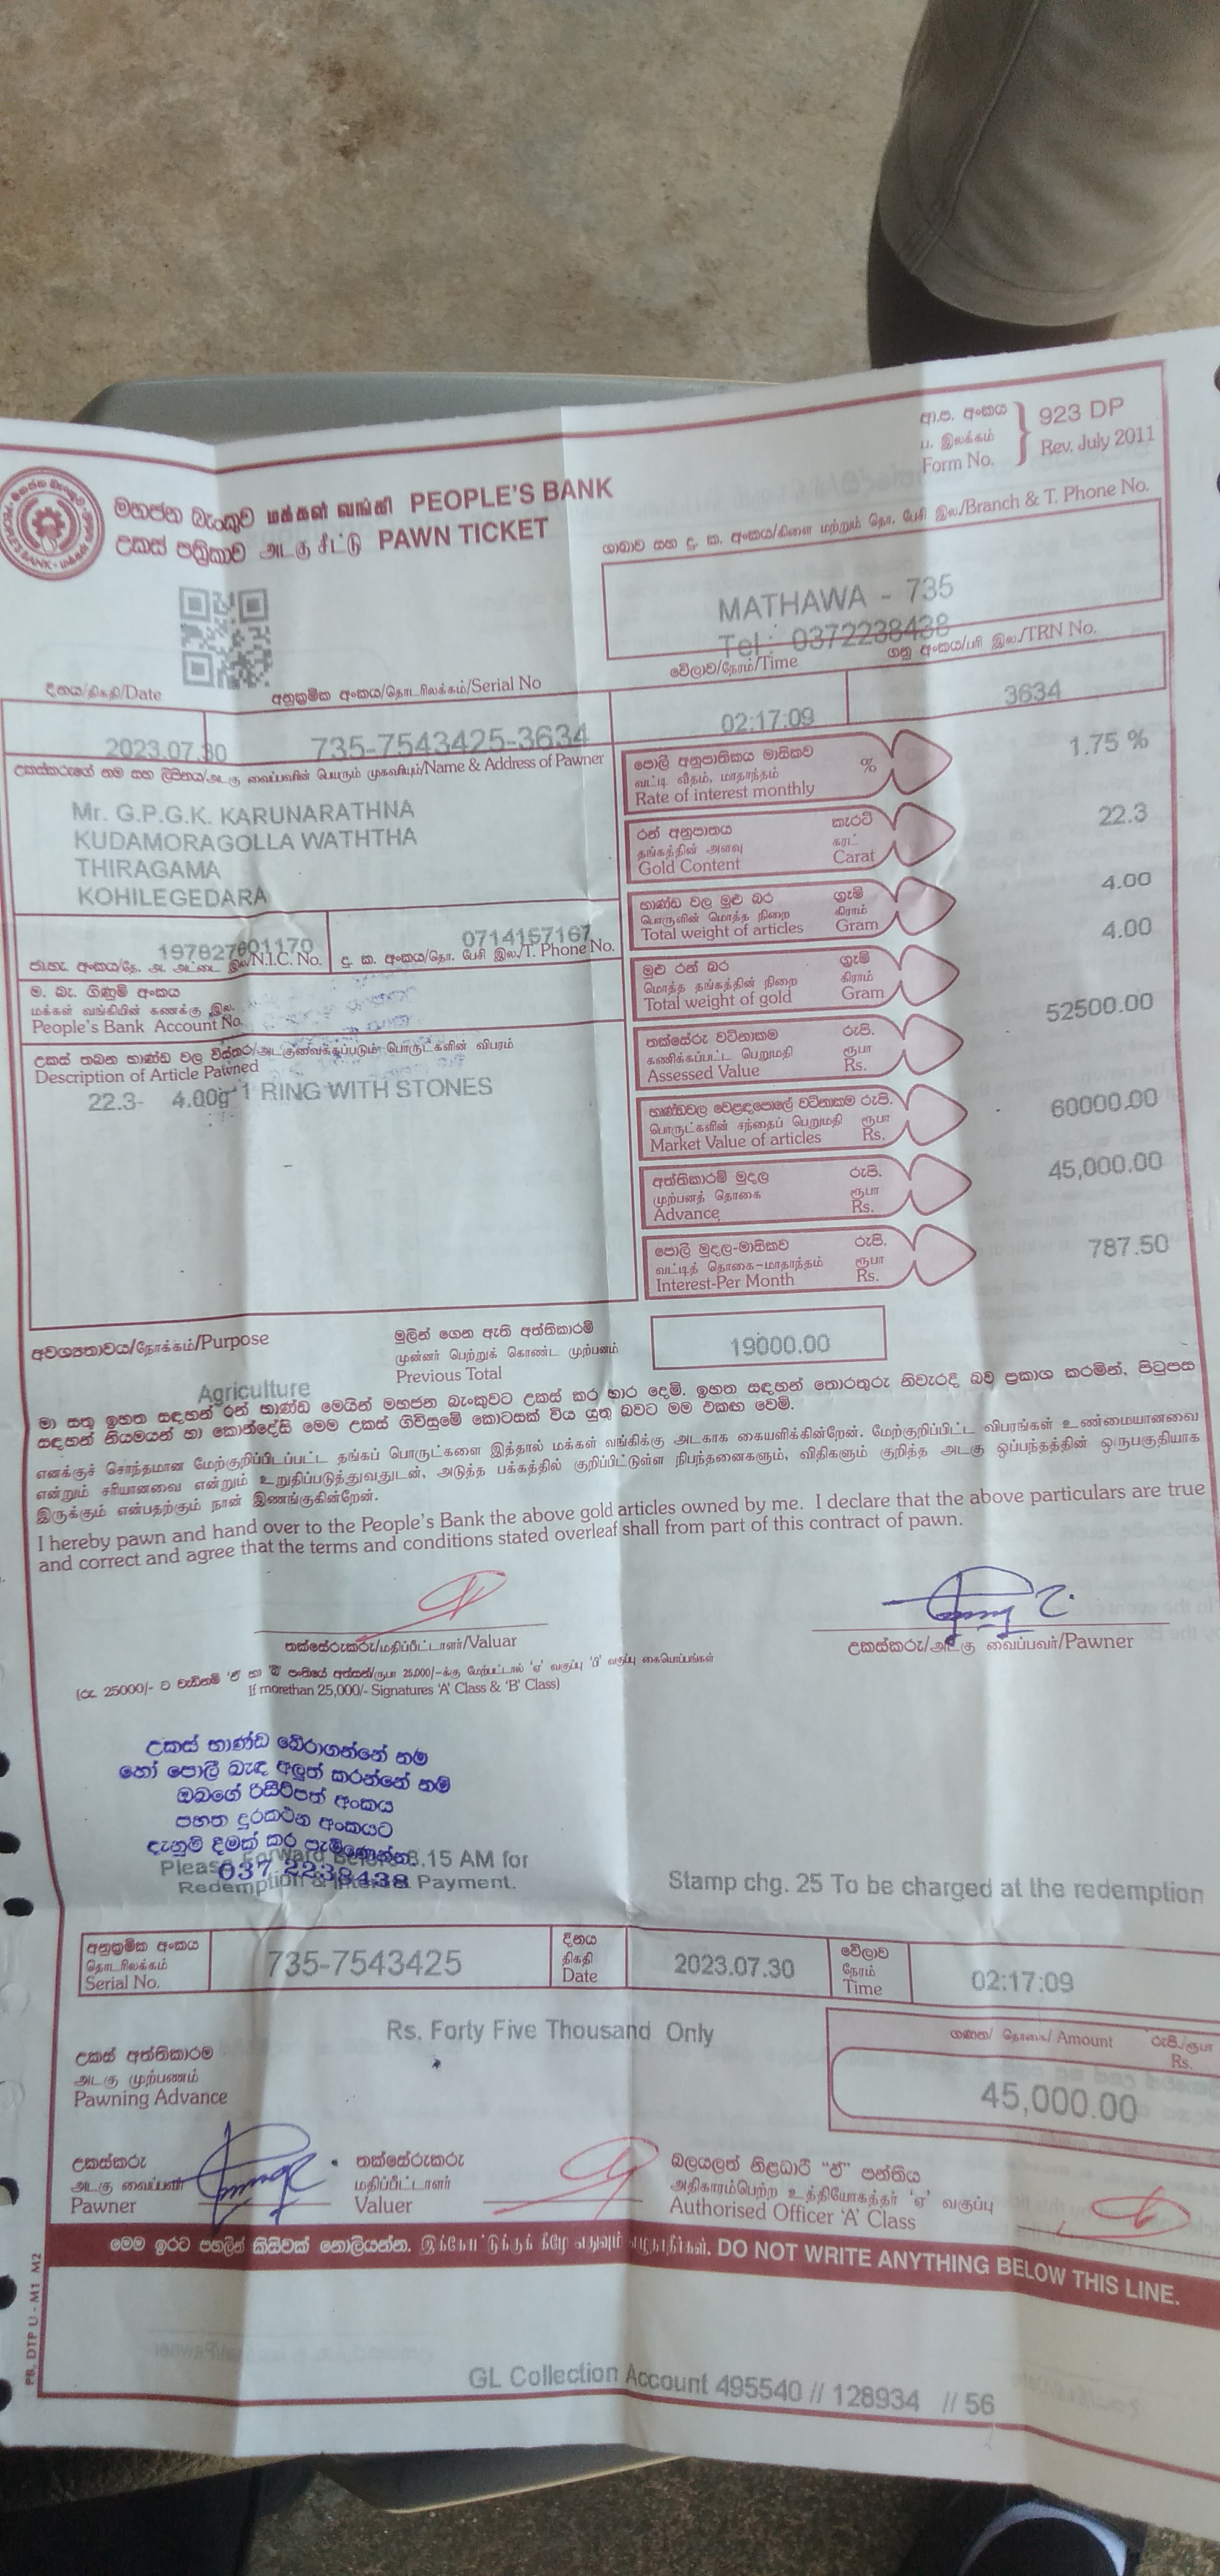 ආ.ප. අංකය
ப. இலக்கம்
Form No.
923 DP
Rev. July 2011
මහජන බැංකුව மக்கள் வங்கி PEOPLE'S BANK
උකස් පත්‍රිකාව அடகு சீட்டு PAWN TICKET
ශාඛාව සහ දු. ක. අංකය/கிளை மற்றும் தொ. பேசி இல/Branch & T. Phone No.
MATHAWA - 735
Tel : 0372238438
දිනය/திகதி/Date
අනුක්‍රමික අංකය/தொடரிலக்கம்/Serial No
වේලාව/நேரம்/Time
ගනු අංකය/பரி இல./TRN No.
2023.07.30
735-7543425-3634
02:17:09
3634
උකස්කරුගේ නම සහ ලිපිනය/அடகு வைப்பவரின் பெயரும் முகவரியும்/Name & Address of Pawner
Mr. G.P.G.K. KARUNARATHNA
KUDAMORAGOLLA WATHTHA
THIRAGAMA
KOHILEGEDARA
197827601170
0714157167
ජා.හැ. අංකය/தே. அ. அட்டை இல/N.I.C. No.
දු. ක. අංකය/தொ. பேசி இல/T. Phone No.
ම. බැ. ගිණුම් අංකය
மக்கள் வங்கியின் கணக்கு இல.
People's Bank Account No.
උකස් තබන භාණ්ඩ වල විස්තර/அடகுவைக்கப்படும் பொருட்களின் விபரம்
Description of Article Pawned
22.3- 4.00g 1 RING WITH STONES
පොලී අනුපාතිකය මාසිකව
வட்டி வீதம், மாதாந்தம்
Rate of interest monthly
%
1.75 %
රන් අනුපාතය කැරට්
தங்கத்தின் அளவு கரட்
Gold Content Carat
22.3
භාණ්ඩ වල මුළු බර ග්‍රෑම්
பொருளின் மொத்த நிறை கிராம்
Total weight of articles Gram
4.00
මුළු රන් බර ග්‍රෑම්
மொத்த தங்கத்தின் நிறை கிராம்
Total weight of gold Gram
4.00
තක්සේරු වටිනාකම රුපි.
கணிக்கப்பட்ட பெறுமதி ரூபா
Assessed Value Rs.
52500.00
භාණ්ඩවල වෙළඳපොලේ වටිනාකම රුපි.
பொருட்களின் சந்தைப் பெறுமதி ரூபா
Market Value of articles Rs.
60000.00
අත්තිකාරම් මුදල රුපි.
முற்பணத் தொகை ரூபா
Advance Rs.
45,000.00
පොලී මුදල-මාසිකව රුපි.
வட்டித் தொகை-மாதாந்தம் ரூபா
Interest-Per Month Rs.
787.50
අවශ්‍යතාවය/நோக்கம்/Purpose
Agriculture
මුලින් ගෙන ඇති අත්තිකාරම්
முன்னர் பெற்றுக் கொண்ட முற்பணம்
Previous Total
19000.00
මා සතු ඉහත සඳහන් රන් භාණ්ඩ මෙයින් මහජන බැංකුවට උකස් කර භාර දෙමි. ඉහත සඳහන් තොරතුරු නිවැරදි බව ප්‍රකාශ කරමින්, පිටුපස
සඳහන් නියමයන් හා කොන්දේසි මෙම උකස් ගිවිසුමේ කොටසක් විය යුතු බවට මම එකඟ වෙමි.
எனக்குச் சொந்தமான மேற்குறிப்பிடப்பட்ட தங்கப் பொருட்களை இத்தால் மக்கள் வங்கிக்கு அடகாக கையளிக்கின்றேன். மேற்குறிப்பிட்ட விபரங்கள் உண்மையானவை
என்றும் சரியானவை என்றும் உறுதிப்படுத்துவதுடன், அடுத்த பக்கத்தில் குறிப்பிட்டுள்ள நிபந்தனைகளும், விதிகளும் குறித்த அடகு ஒப்பந்தத்தின் ஒருபகுதியாக
இருக்கும் என்பதற்கும் நான் இணங்குகின்றேன்.
I hereby pawn and hand over to the People's Bank the above gold articles owned by me. I declare that the above particulars are true
and correct and agree that the terms and conditions stated overleaf shall from part of this contract of pawn.
තක්සේරුකරු/மதிப்பீட்டாளர்/Valuar
උකස්කරු/அடகு வைப்பவர்/Pawner
(රු. 25000/- ට වැඩිනම් 'ඒ' හා 'බී' පංතියේ අත්සන්/ரூபா 25,000/-க்கு மேற்பட்டால் 'ஏ' வகுப்பு 'பி' வகுப்பு கையொப்பங்கள்
If morethan 25,000/- Signatures 'A' Class & 'B' Class)
උකස් භාණ්ඩ බේරාගන්නේ නම්
හෝ පොලී බැඳ අලුත් කරන්නේ නම්
ඔබගේ රිසිට්පත් අංකය
පහත දුරකථන අංකයට
දැනුම් දීමක් කර පැමිණෙන්න.
037 2238438
Please Forward Before 8.15 AM for
Redemption & Interest Payment.
Stamp chg. 25 To be charged at the redemption
අනුක්‍රමික අංකය
தொடரிலக்கம்
Serial No.
735-7543425
දිනය
திகதி
Date
2023.07.30
වේලාව
நேரம்
Time
02:17:09
Rs. Forty Five Thousand Only
උකස් අත්තිකාරම
அடகு முற்பணம்
Pawning Advance
ගණන/ தொகை/ Amount
රුපි./ரூபா
Rs.
45,000.00
උකස්කරු
அடகு வைப்பவர்
Pawner
තක්සේරුකරු
மதிப்பீட்டாளர்
Valuer
බලයලත් නිළධාරී "ඒ" පන්තිය
அதிகாரம்பெற்ற உத்தியோகத்தர் 'ஏ' வகுப்பு
Authorised Officer 'A' Class
මෙම ඉරට පහලින් කිසිවක් නොලියන්න. இக்கோட்டுக்குக் கீழே எதுவும் எழுதாதீர்கள். DO NOT WRITE ANYTHING BELOW THIS LINE.
PB, DTP U - M1 M2
GL Collection Account 495540 // 128934 // 56